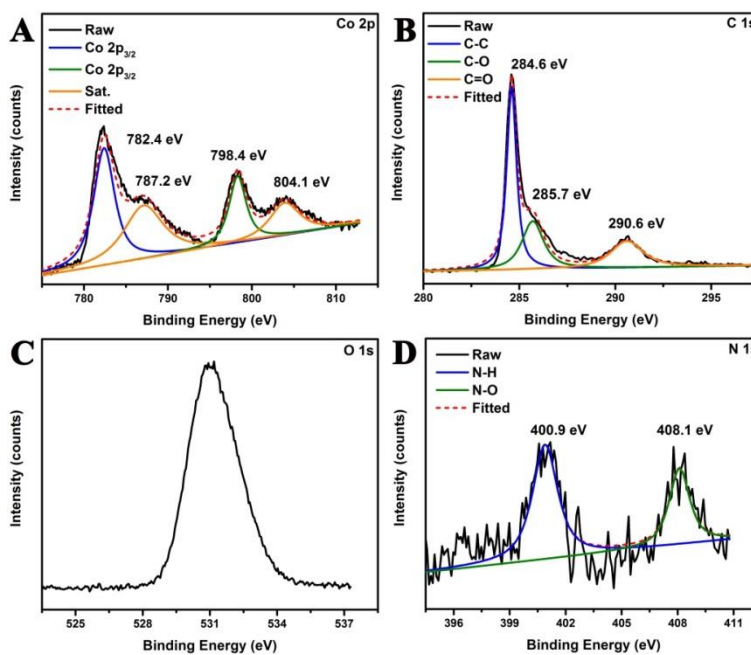 A
Co 2p
Raw
Co 2p3/2
Co 2p3/2
Sat.
Fitted
782.4 eV
787.2 eV
798.4 eV
804.1 eV
Intensity (counts)
780 790 800 810
Binding Energy (eV)
B
C 1s
C-C
C-O
C=O
Fitted
284.6 eV
285.7 eV
290.6 eV
Intensity (counts)
280 285 290 295
Binding Energy (eV)
C
O 1s
Intensity (counts)
525 528 531 534 537
Binding Energy (eV)
D
N 1s
Raw
N-H
N-O
Fitted
400.9 eV
408.1 eV
Intensity (counts)
396 399 402 405 408 411
Binding Energy (eV)